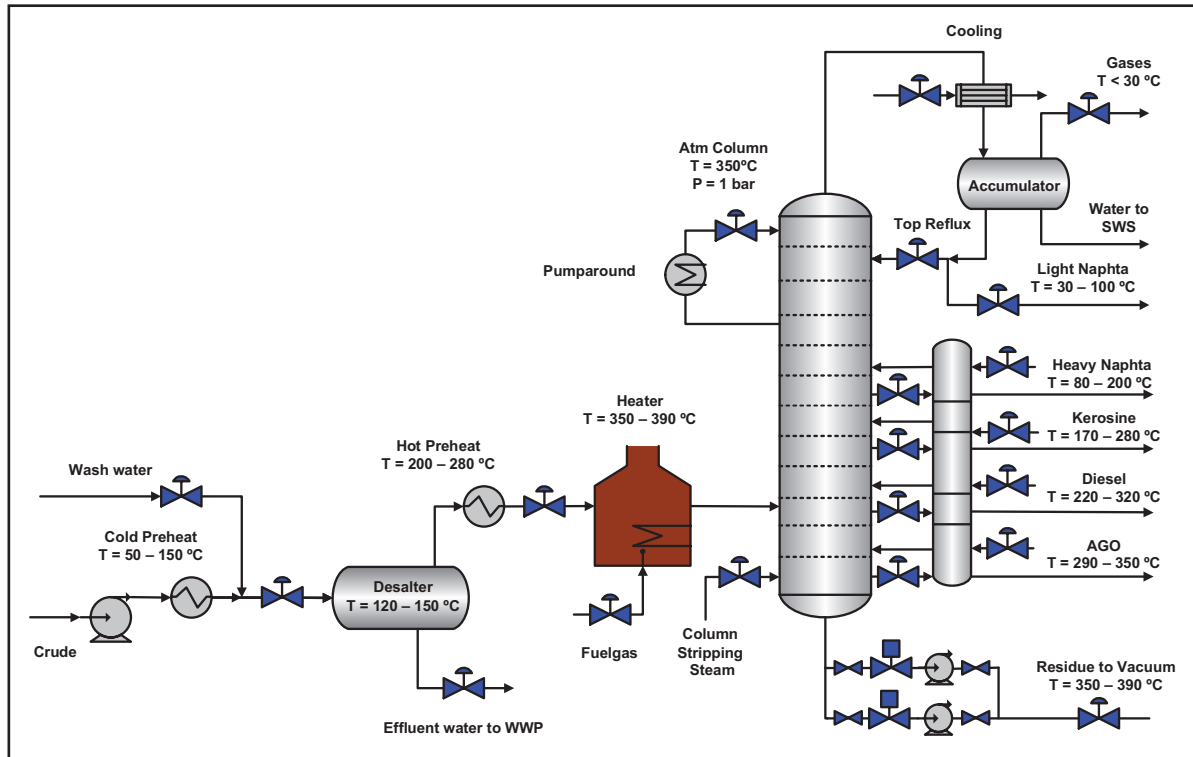 Cooling
Gases
T < 30 ºC
Atm Column
T = 350ºC
P = 1 bar
Accumulator
Water to
SWS
Top Reflux
Pumparound
Light Naphta
T = 30 – 100 ºC
Heavy Naphta
T = 80 – 200 ºC
Heater
T = 350 – 390 ºC
Kerosine
T = 170 – 280 ºC
Hot Preheat
T = 200 – 280 ºC
Wash water
Diesel
T = 220 – 320 ºC
Cold Preheat
T = 50 – 150 ºC
AGO
T = 290 – 350 ºC
Desalter
T = 120 – 150 ºC
Crude
Fuelgas
Column
Stripping
Steam
Residue to Vacuum
T = 350 – 390 ºC
Effluent water to WWP